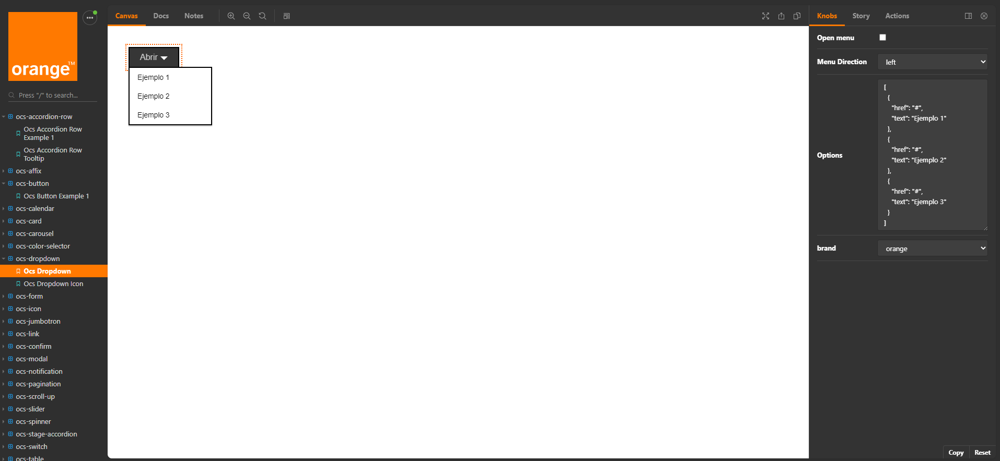 orange™
Press "/" to search...
ocs-accordion-row
Ocs Accordion Row
Example 1
Ocs Accordion Row
Tooltip
ocs-affix
ocs-button
Ocs Button Example 1
ocs-calendar
ocs-card
ocs-carousel
ocs-color-selector
ocs-dropdown
Ocs Dropdown
Ocs Dropdown Icon
ocs-form
ocs-icon
ocs-jumbotron
ocs-link
ocs-confirm
ocs-modal
ocs-notification
ocs-pagination
ocs-scroll-up
ocs-slider
ocs-spinner
ocs-stage-accordion
ocs-switch
ocs-table
Canvas Docs Notes
Abrir
Ejemplo 1
Ejemplo 2
Ejemplo 3
Knobs Story Actions
Open menu
Menu Direction left
Options
[
{
"href": "#",
"text": "Ejemplo 1"
},
{
"href": "#",
"text": "Ejemplo 2"
},
{
"href": "#",
"text": "Ejemplo 3"
}
]
brand orange
Copy Reset